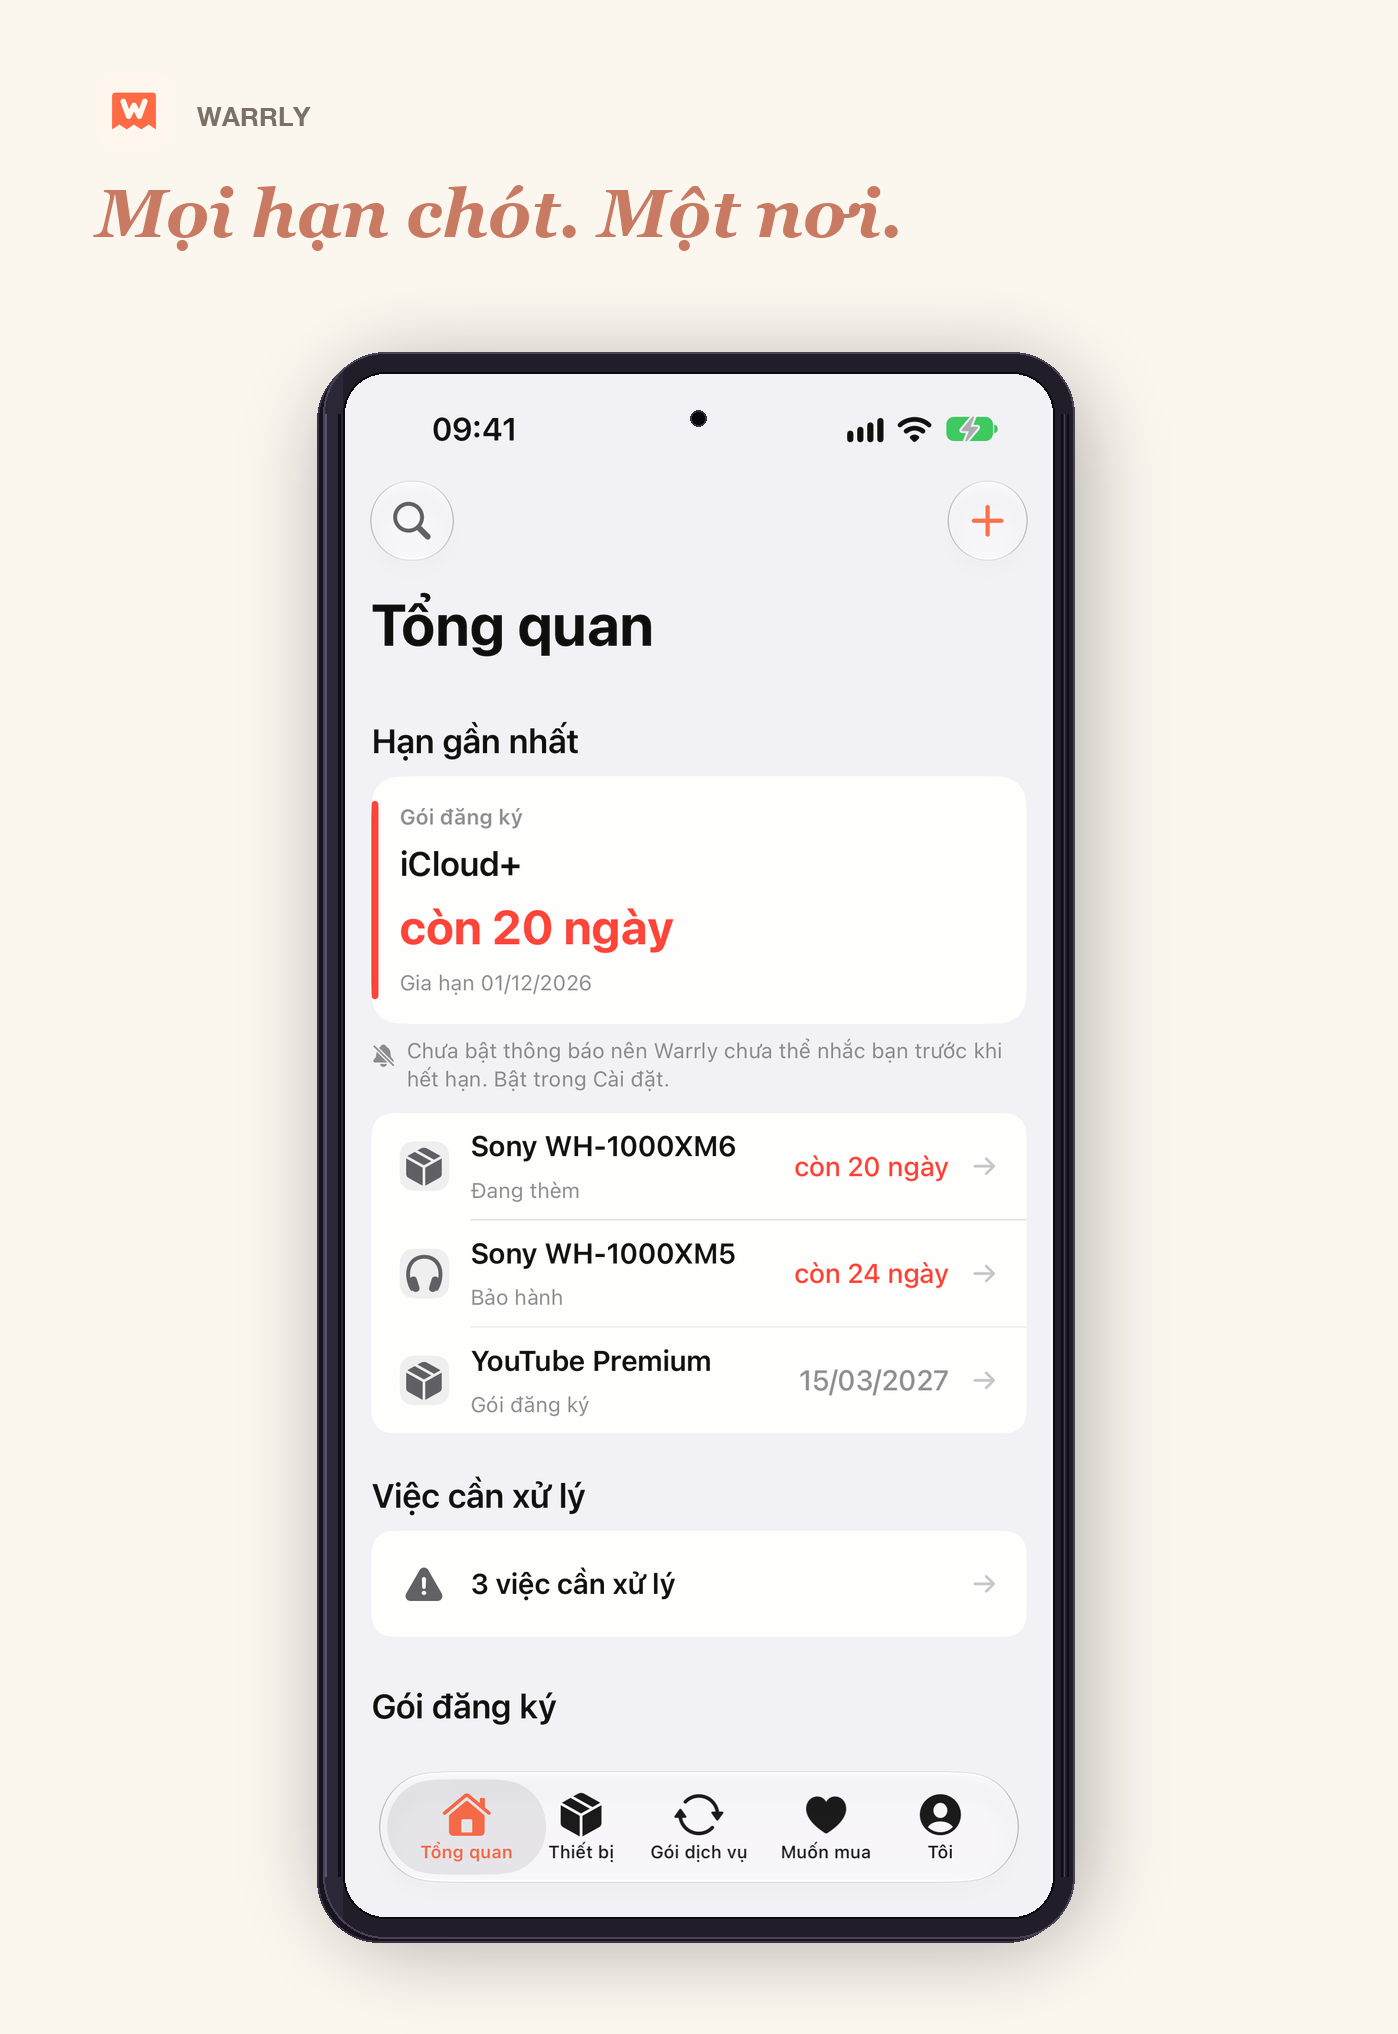 WARRLY
Mọi hạn chót. Một nơi.
09:41
Tổng quan
Hạn gần nhất
Gói đăng ký
iCloud+
còn 20 ngày
Gia hạn 01/12/2026
Chưa bật thông báo nên Warrly chưa thể nhắc bạn trước khi
hết hạn. Bật trong Cài đặt.
Sony WH-1000XM6
còn 20 ngày
Đang thèm
Sony WH-1000XM5
còn 24 ngày
Bảo hành
YouTube Premium
15/03/2027
Gói đăng ký
Việc cần xử lý
3 việc cần xử lý
Gói đăng ký
Tổng quan
Thiết bị
Gói dịch vụ
Muốn mua
Tôi